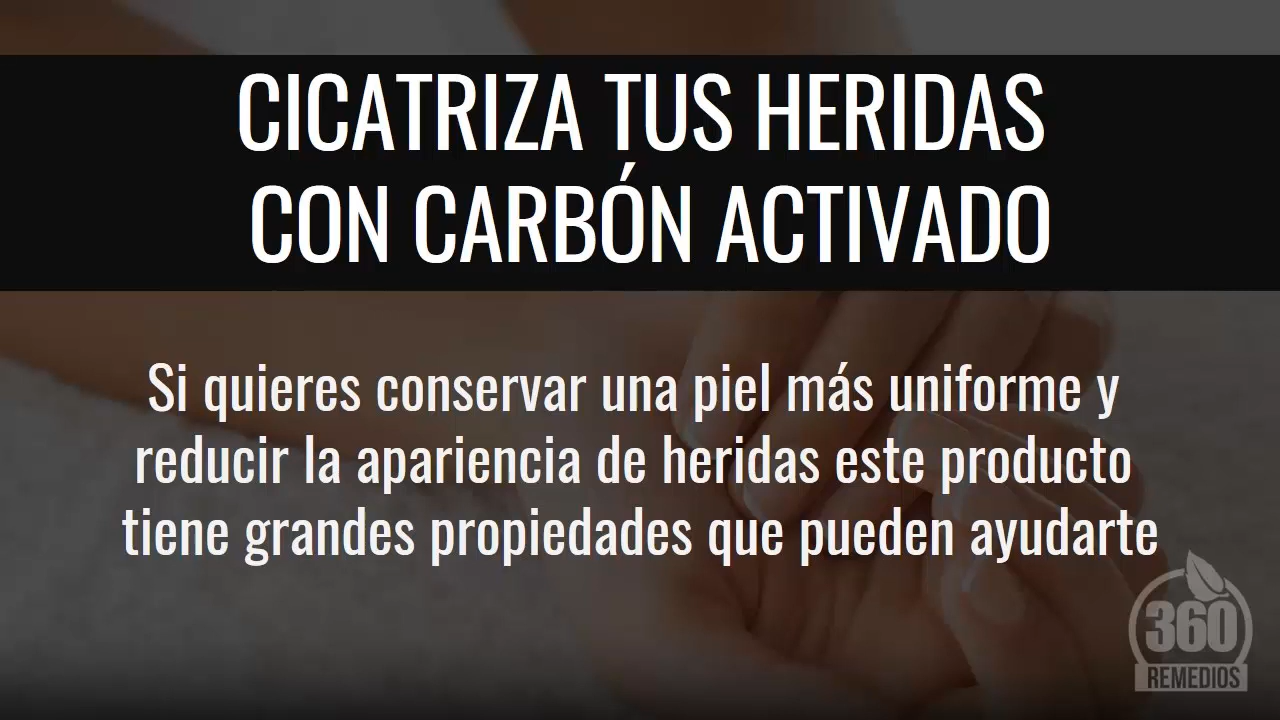 CICATRIZA TUS HERIDAS
CON CARBÓN ACTIVADO
Si quieres conservar una piel más uniforme y
reducir la apariencia de heridas este producto
tiene grandes propiedades que pueden ayudarte
360
REMEDIOS